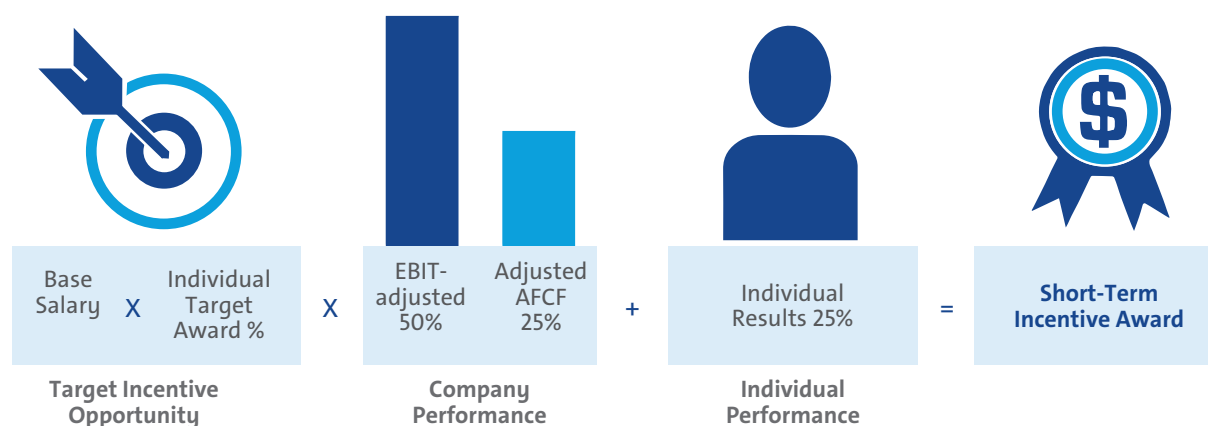 $
Base
Salary
X
Individual
Target
Award %
X
EBIT-
adjusted
50%
Adjusted
AFCF
25%
+
Individual
Results 25%
=
Short-Term
Incentive Award
Target Incentive
Opportunity
Company
Performance
Individual
Performance